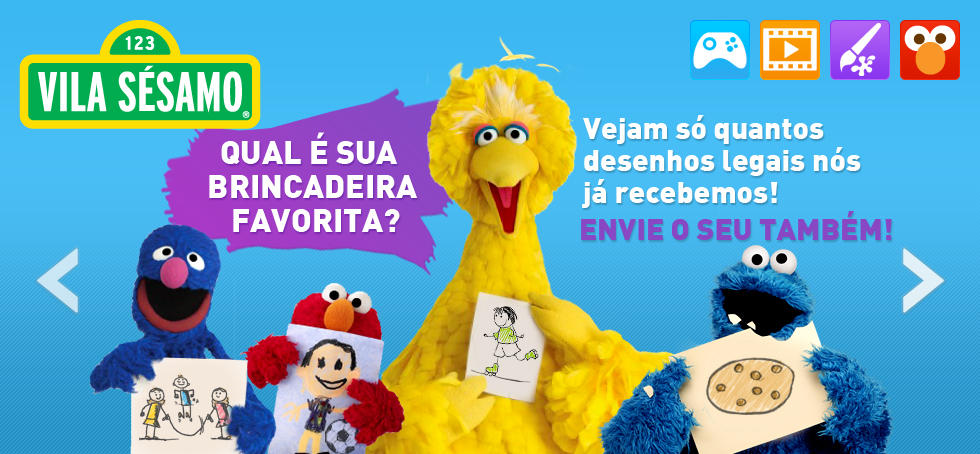 123
VILA SÉSAMO®
QUAL É SUA
BRINCADEIRA
FAVORITA?
Vejam só quantos
desenhos legais nós
já recebemos!
ENVIE O SEU TAMBÉM!